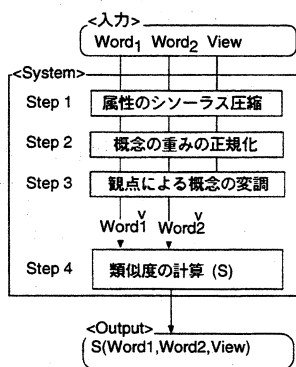 <入力>
Word1 Word2 View
<System>
Step 1 属性のシソーラス圧縮
Step 2 概念の重みの正規化
Step 3 観点による概念の変調
Word1v Word2v
Step 4 類似度の計算 (S)
<Output>
S(Word1,Word2,View)